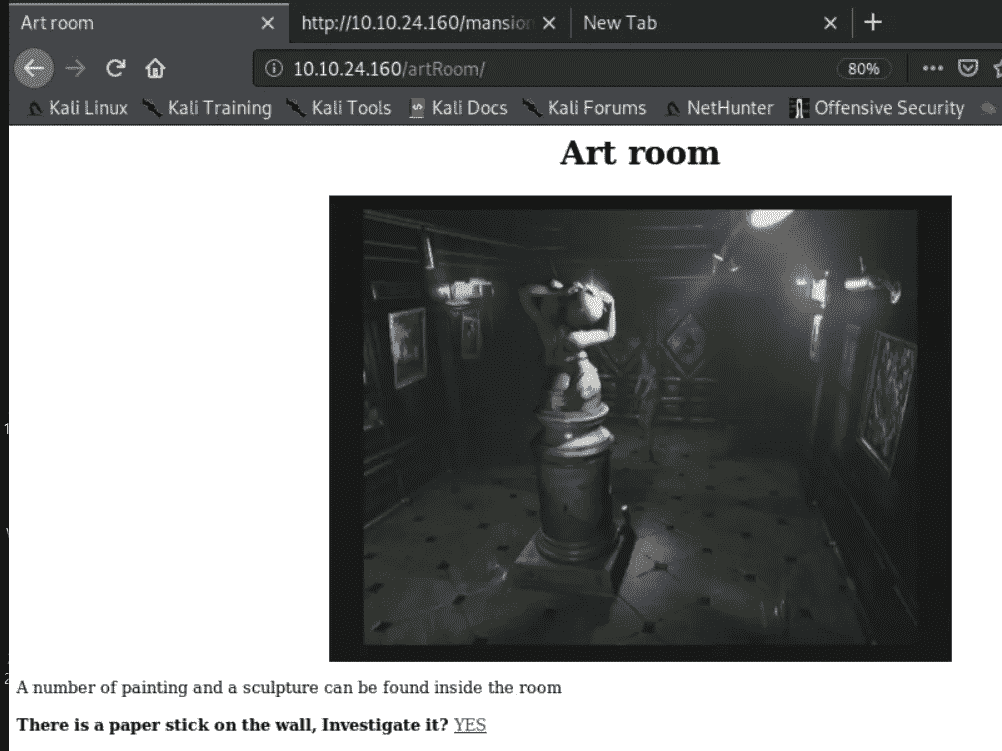 Art room
http://10.10.24.160/mansion
New Tab
10.10.24.160/artRoom/
80%
Kali Linux Kali Training Kali Tools Kali Docs Kali Forums NetHunter Offensive Security
Art room
A number of painting and a sculpture can be found inside the room
There is a paper stick on the wall, Investigate it? YES